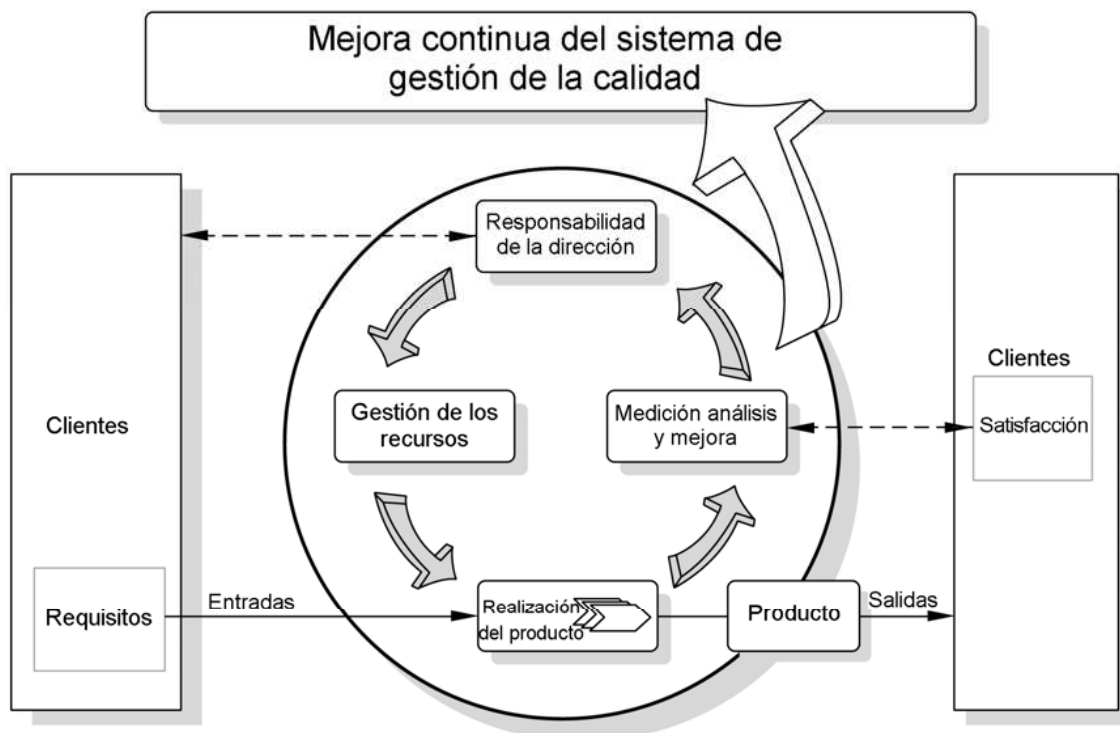 Mejora continua del sistema de
gestión de la calidad
Responsabilidad
de la dirección
Clientes
Gestión de los
recursos
Medición análisis
y mejora
Clientes
Satisfacción
Requisitos
Entradas
Realización
del producto
Producto
Salidas